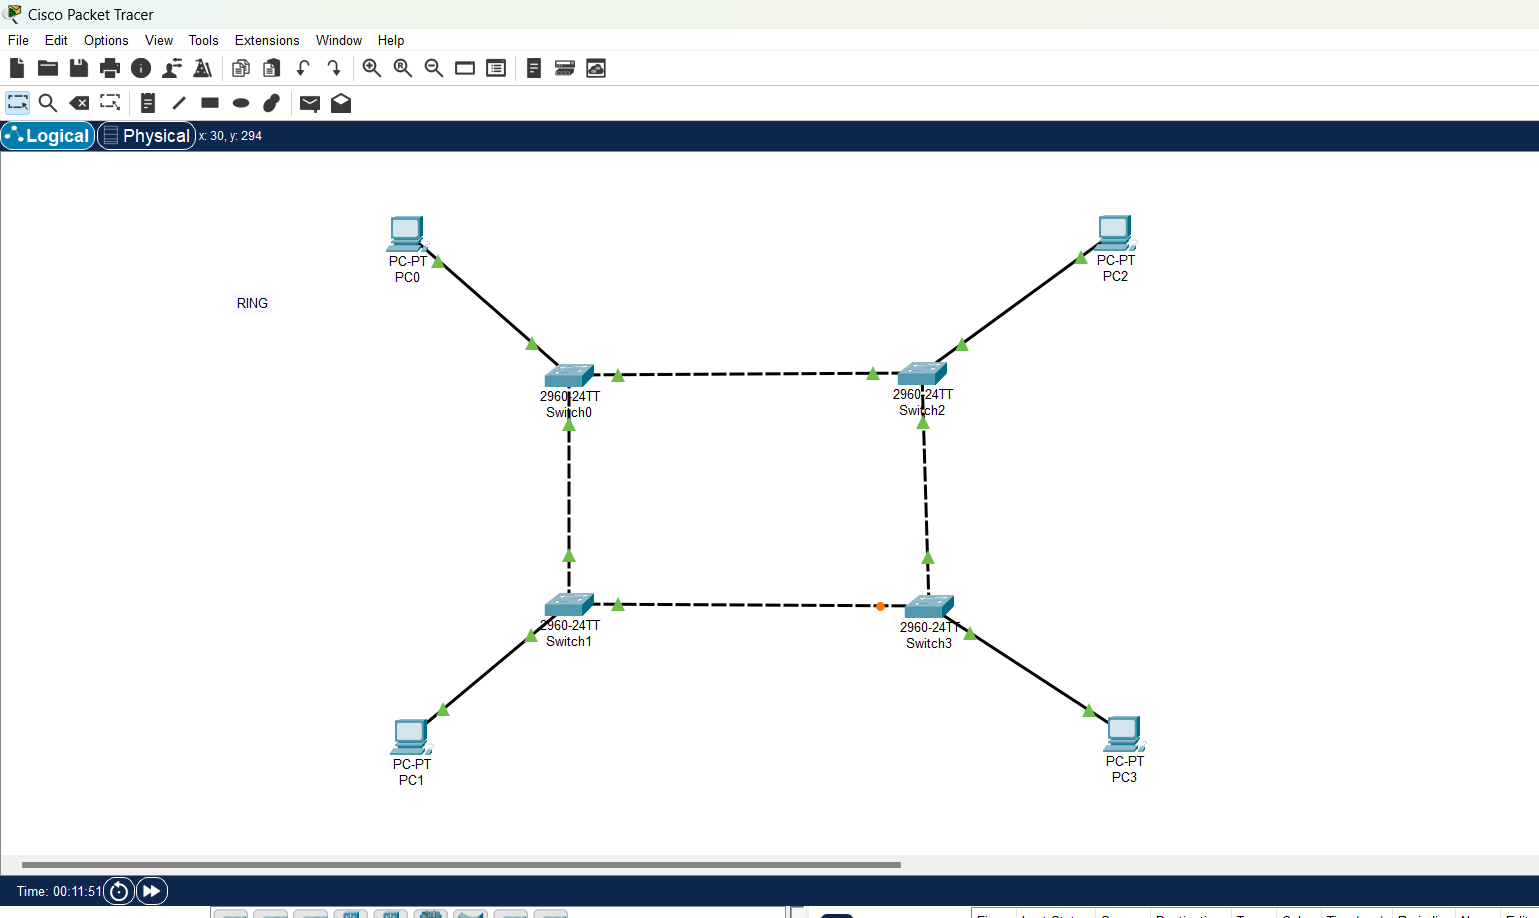 Cisco Packet Tracer
File Edit Options View Tools Extensions Window Help
Logical Physical x: 30, y: 294
PC-PT
PC0
PC-PT
PC2
RING
2960-24TT
Switch0
2960-24TT
Switch2
2960-24TT
Switch1
2960-24TT
Switch3
PC-PT
PC1
PC-PT
PC3
Time: 00:11:51